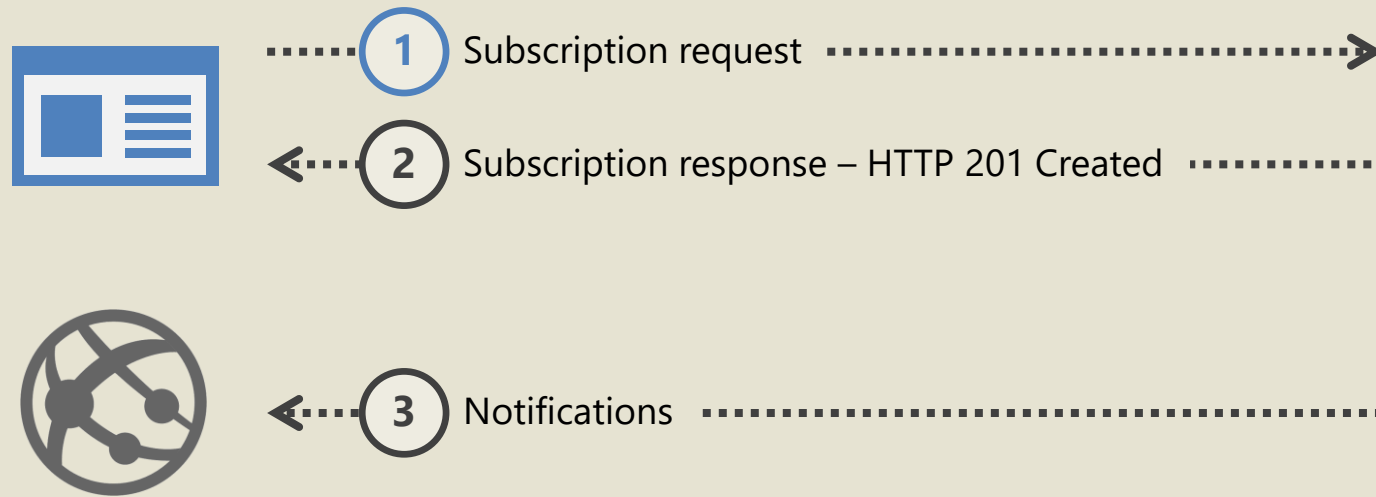 1 Subscription request
2 Subscription response – HTTP 201 Created
3 Notifications